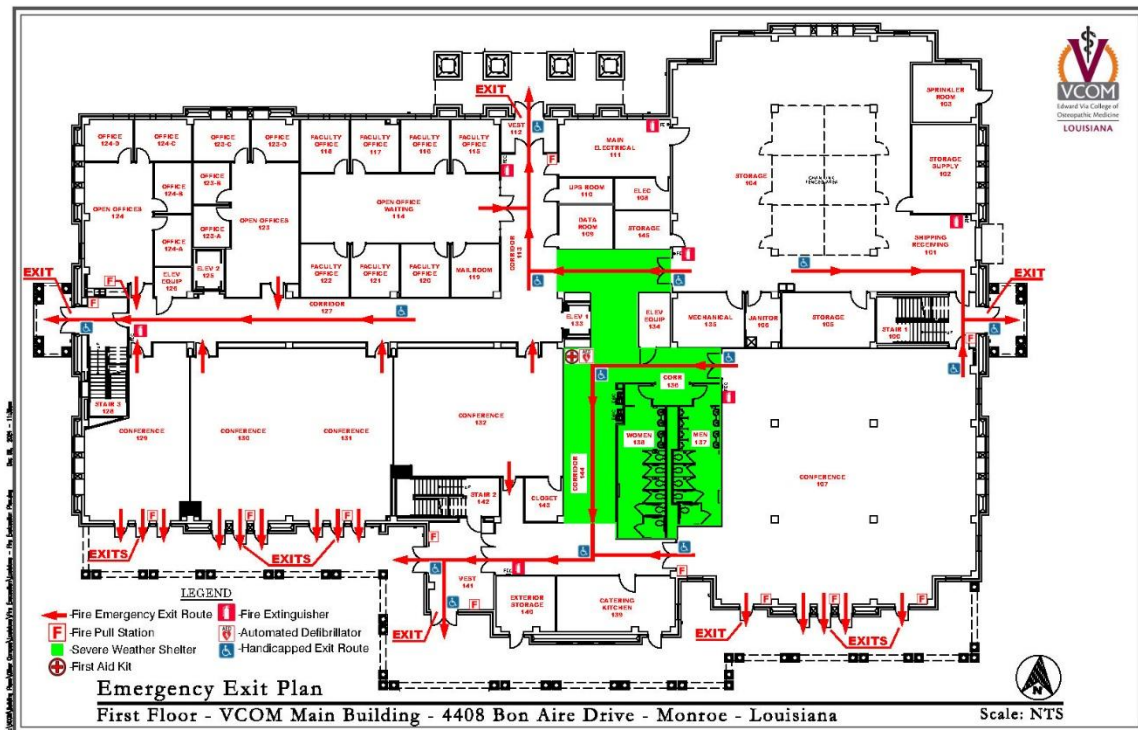 VCOM
Edward Via College of
Osteopathic Medicine
LOUISIANA
EXIT
VEST
112
SPRINKLER
ROOM
103
OFFICE
124-D
OFFICE
124-C
OFFICE
123-C
OFFICE
123-D
FACULTY
OFFICE
118
FACULTY
OFFICE
117
FACULTY
OFFICE
116
FACULTY
OFFICE
115
MAIN
ELECTRICAL
111
STORAGE
SUPPLY
102
OFFICE
124-B
OFFICE
123-B
OPEN OFFICES
124
OPEN OFFICE
WAITING
114
UPS ROOM
110
ELEC
108
STORAGE
104
OPEN OFFICES
123
DATA
ROOM
109
STORAGE
145
OFFICE
124-A
OFFICE
123-A
CORRIDOR
113
SHIPPING
RECEIVING
101
ELEV 2
125
ELEV
EQUIP
126
FACULTY
OFFICE
122
FACULTY
OFFICE
121
FACULTY
OFFICE
120
MAILROOM
119
EXIT
EXIT
CORRIDOR
127
ELEV 1
133
ELEV
EQUIP
134
MECHANICAL
135
JANITOR
106
STORAGE
105
STAIR 1
100
STAIR 3
128
CORR
136
CONFERENCE
129
CONFERENCE
130
CONFERENCE
131
CONFERENCE
132
WOMEN
138
MEN
137
CORRIDOR
144
CONFERENCE
107
STAIR 2
142
CLOSET
143
EXITS
EXITS
VEST
141
EXTERIOR
STORAGE
140
CATERING
KITCHEN
139
EXIT
EXITS
LEGEND
-Fire Emergency Exit Route
-Fire Extinguisher
F
-Fire Pull Station
AED
-Automated Defibrillator
-Severe Weather Shelter
-Handicapped Exit Route
-First Aid Kit
N
Emergency Exit Plan
First Floor - VCOM Main Building - 4408 Bon Aire Drive - Monroe - Louisiana
Scale: NTS